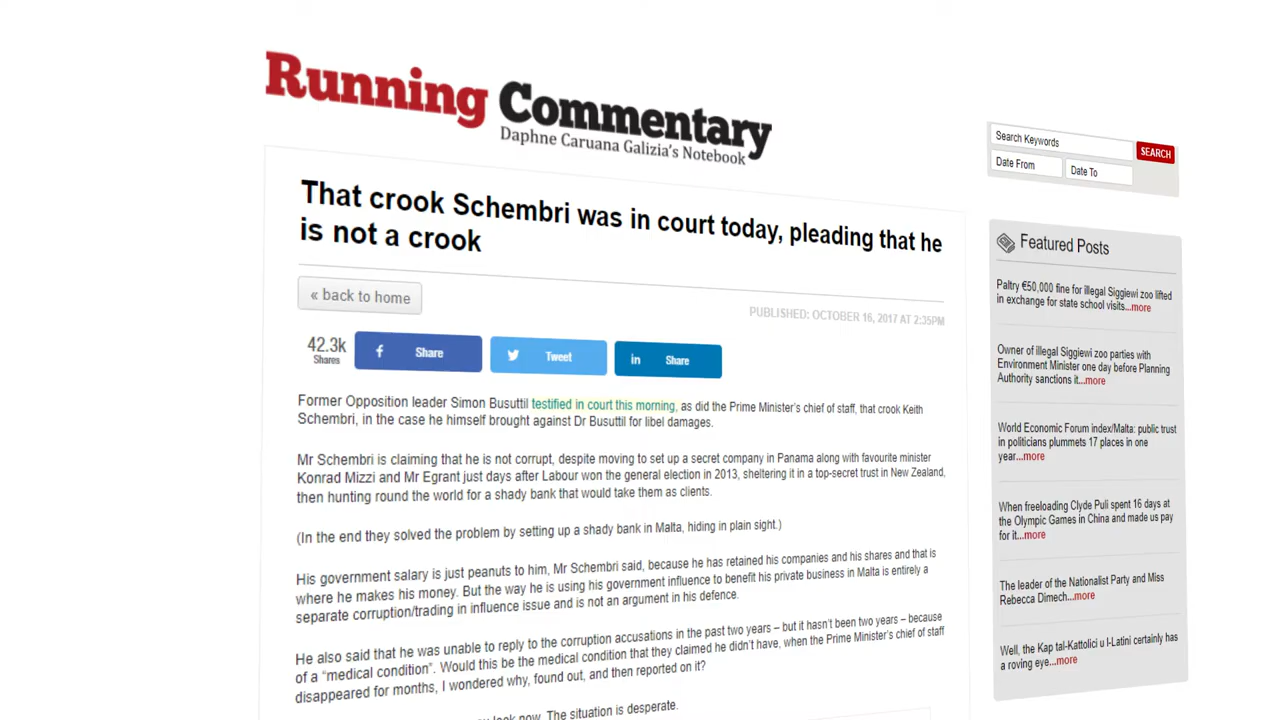 Running Commentary
Daphne Caruana Galizia's Notebook
Search Keywords
SEARCH
Date From
Date To
That crook Schembri was in court today, pleading that he
is not a crook
« back to home
PUBLISHED: OCTOBER 16, 2017 AT 2:35PM
42.3k
Shares
Share
Tweet
Share
Former Opposition leader Simon Busuttil testified in court this morning, as did the Prime Minister's chief of staff, that crook Keith
Schembri, in the case he himself brought against Dr Busuttil for libel damages.
Mr Schembri is claiming that he is not corrupt, despite moving to set up a secret company in Panama along with favourite minister
Konrad Mizzi and Mr Egrant just days after Labour won the general election in 2013, sheltering it in a top-secret trust in New Zealand,
then hunting round the world for a shady bank that would take them as clients.
(In the end they solved the problem by setting up a shady bank in Malta, hiding in plain sight.)
His government salary is just peanuts to him, Mr Schembri said, because he has retained his companies and his shares and that is
where he makes his money. But the way he is using his government influence to benefit his private business in Malta is entirely a
separate corruption/trading in influence issue and is not an argument in his defence.
He also said that he was unable to reply to the corruption accusations in the past two years – but it hasn't been two years – because
of a "medical condition". Would this be the medical condition that they claimed he didn't have, when the Prime Minister's chief of staff
disappeared for months, I wondered why, found out, and then reported on it?
look now. The situation is desperate.
Featured Posts
Paltry €50,000 fine for illegal Siggiewi zoo lifted
in exchange for state school visits...more
Owner of illegal Siggiewi zoo parties with
Environment Minister one day before Planning
Authority sanctions it...more
World Economic Forum index/Malta: public trust
in politicians plummets 17 places in one
year...more
When freeloading Clyde Puli spent 16 days at
the Olympic Games in China and made us pay
for it...more
The leader of the Nationalist Party and Miss
Rebecca Dimech...more
Well, the Kap tal-Kattolici u l-Latini certainly has
a roving eye...more